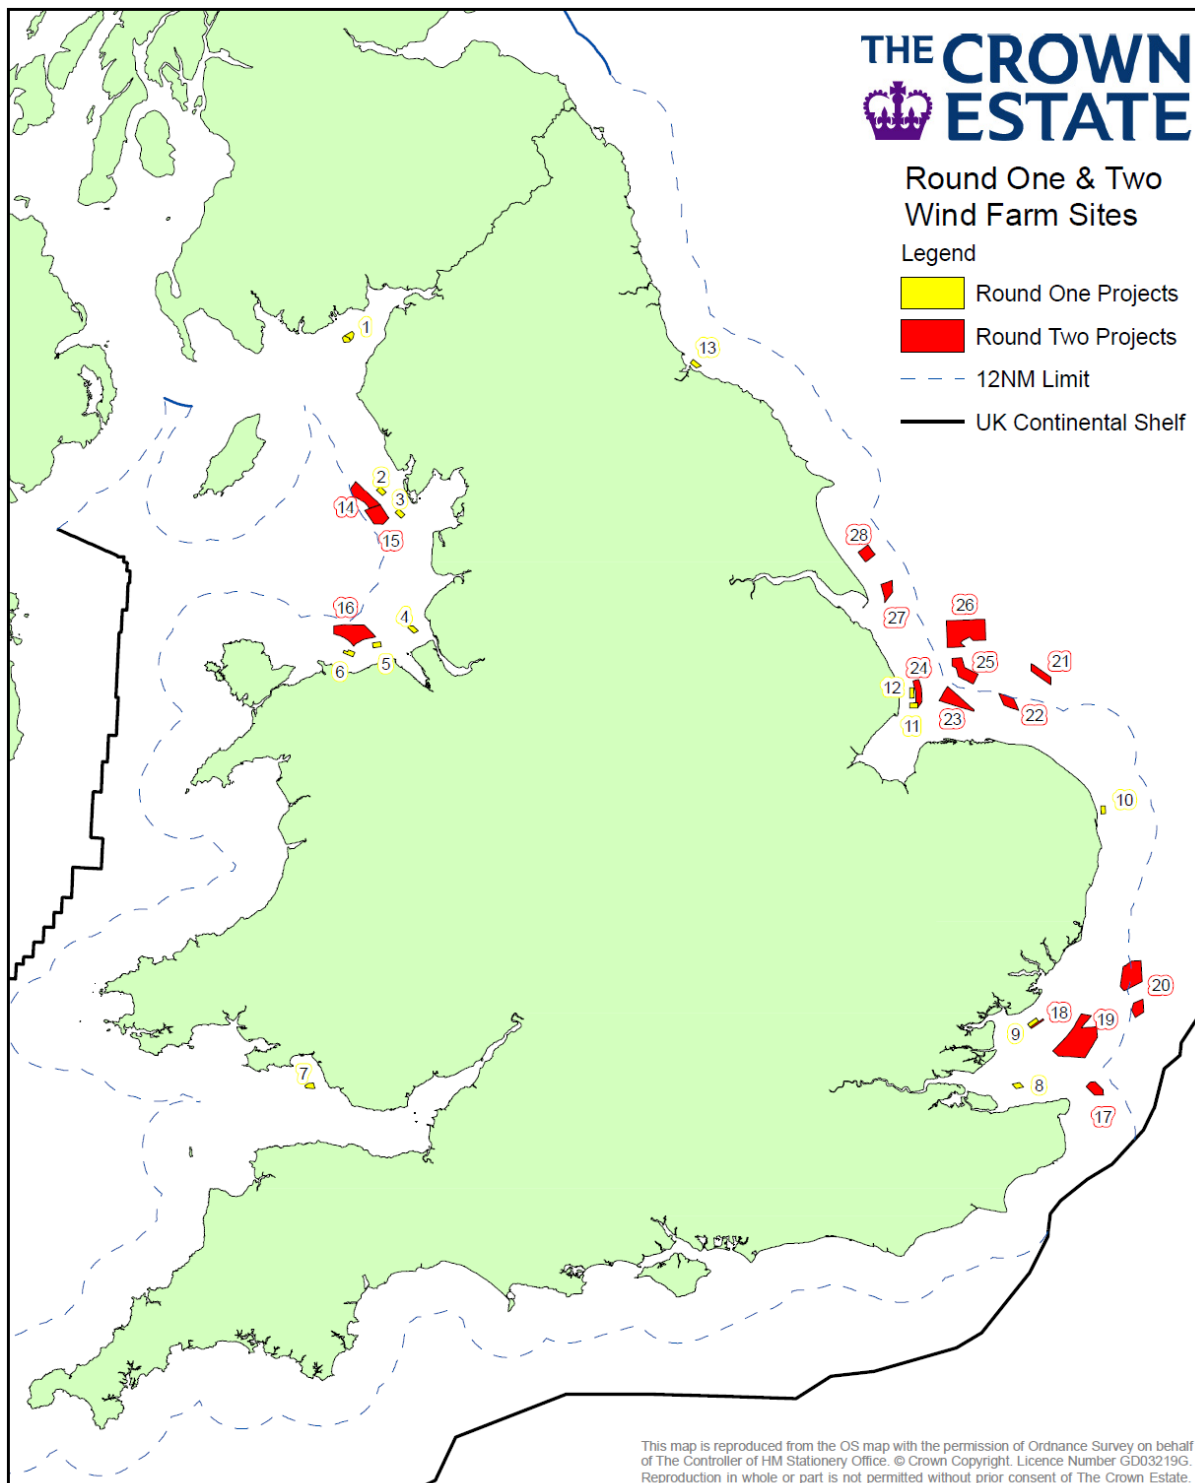 THE CROWN
ESTATE
Round One & Two
Wind Farm Sites
Legend
Round One Projects
Round Two Projects
12NM Limit
UK Continental Shelf
1
13
2
3
14
15
28
16
4
26
27
6
5
24
25
21
12
11
23
22
10
20
18
19
9
7
8
17
This map is reproduced from the OS map with the permission of Ordnance Survey on behalf
of The Controller of HM Stationery Office. © Crown Copyright. Licence Number GD03219G.
Reproduction in whole or part is not permitted without prior consent of The Crown Estate.